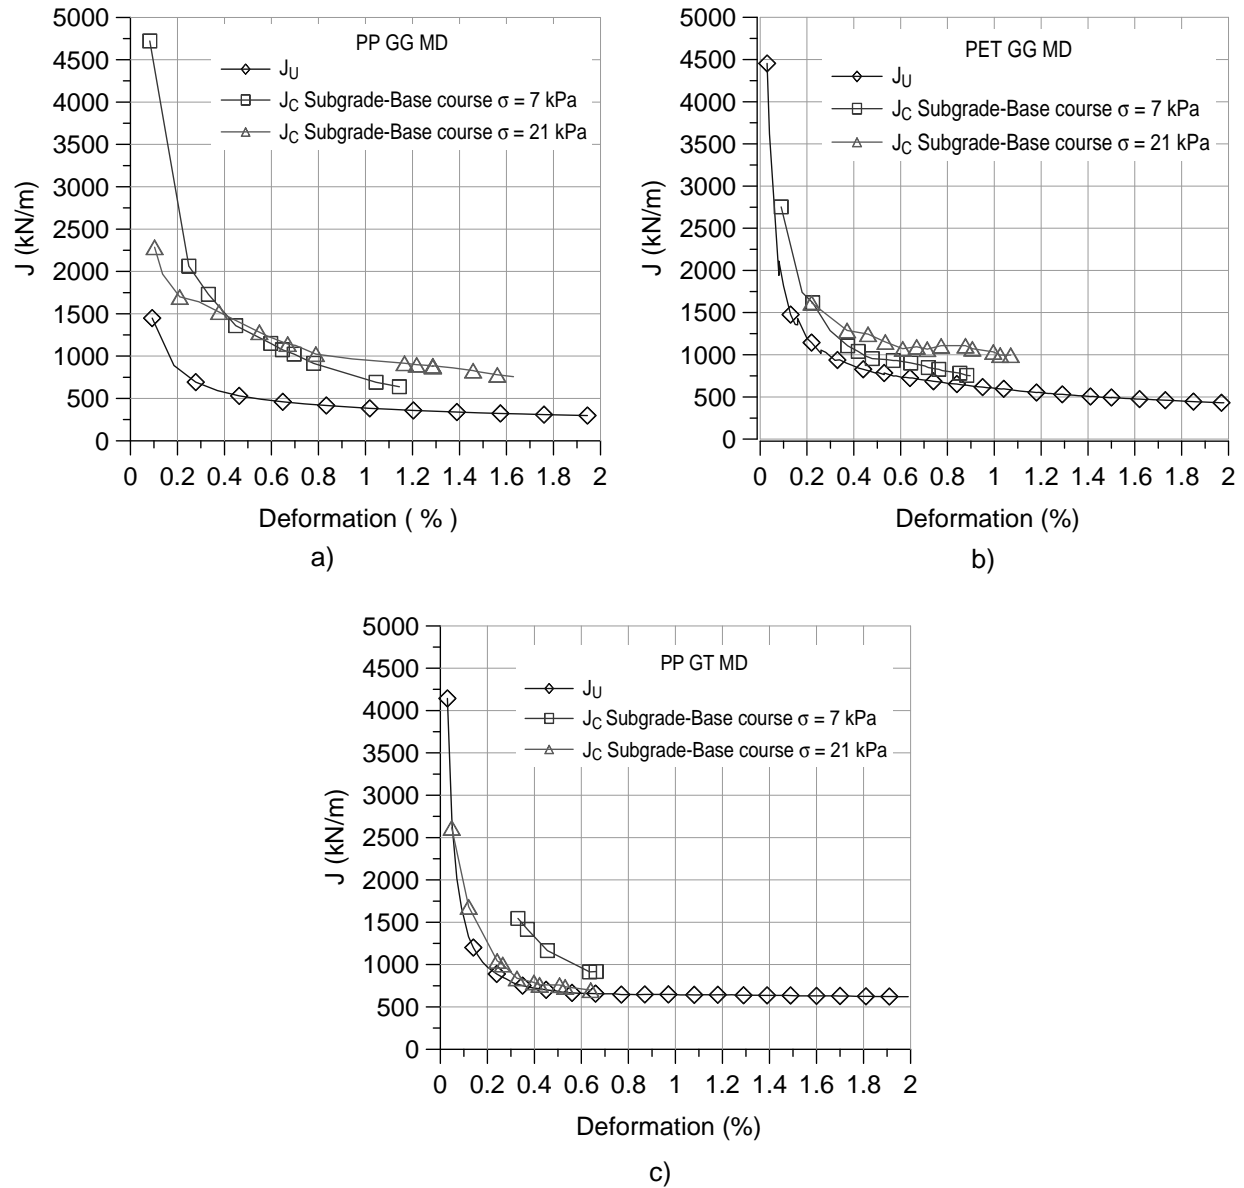 PP GG MD
J_U
J_C Subgrade-Base course σ = 7 kPa
J_C Subgrade-Base course σ = 21 kPa
5000
4500
4000
3500
3000
2500
2000
1500
1000
500
0
J (kN/m)
0 0.2 0.4 0.6 0.8 1 1.2 1.4 1.6 1.8 2
Deformation ( % )
a)
PET GG MD
J_U
J_C Subgrade-Base course σ = 7 kPa
J_C Subgrade-Base course σ = 21 kPa
5000
4500
4000
3500
3000
2500
2000
1500
1000
500
0
J (kN/m)
0 0.2 0.4 0.6 0.8 1 1.2 1.4 1.6 1.8 2
Deformation (%)
b)
PP GT MD
J_U
J_C Subgrade-Base course σ = 7 kPa
J_C Subgrade-Base course σ = 21 kPa
5000
4500
4000
3500
3000
2500
2000
1500
1000
500
0
J (kN/m)
0 0.2 0.4 0.6 0.8 1 1.2 1.4 1.6 1.8 2
Deformation (%)
c)